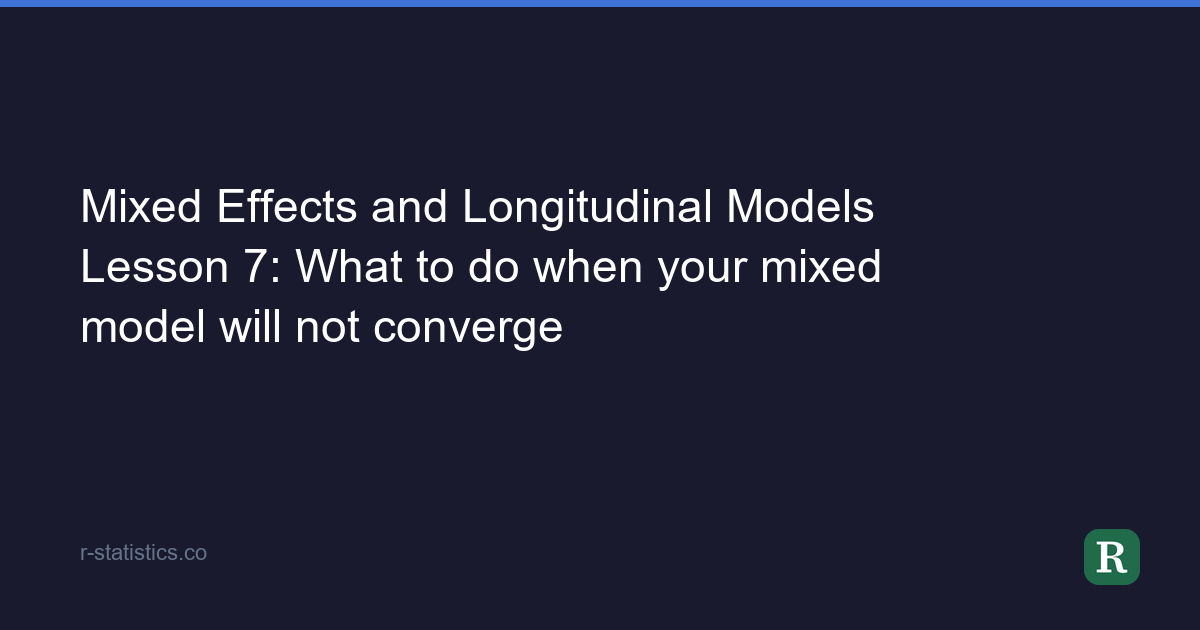 Mixed Effects and Longitudinal Models
Lesson 7: What to do when your mixed
model will not converge
r-statistics.co
R